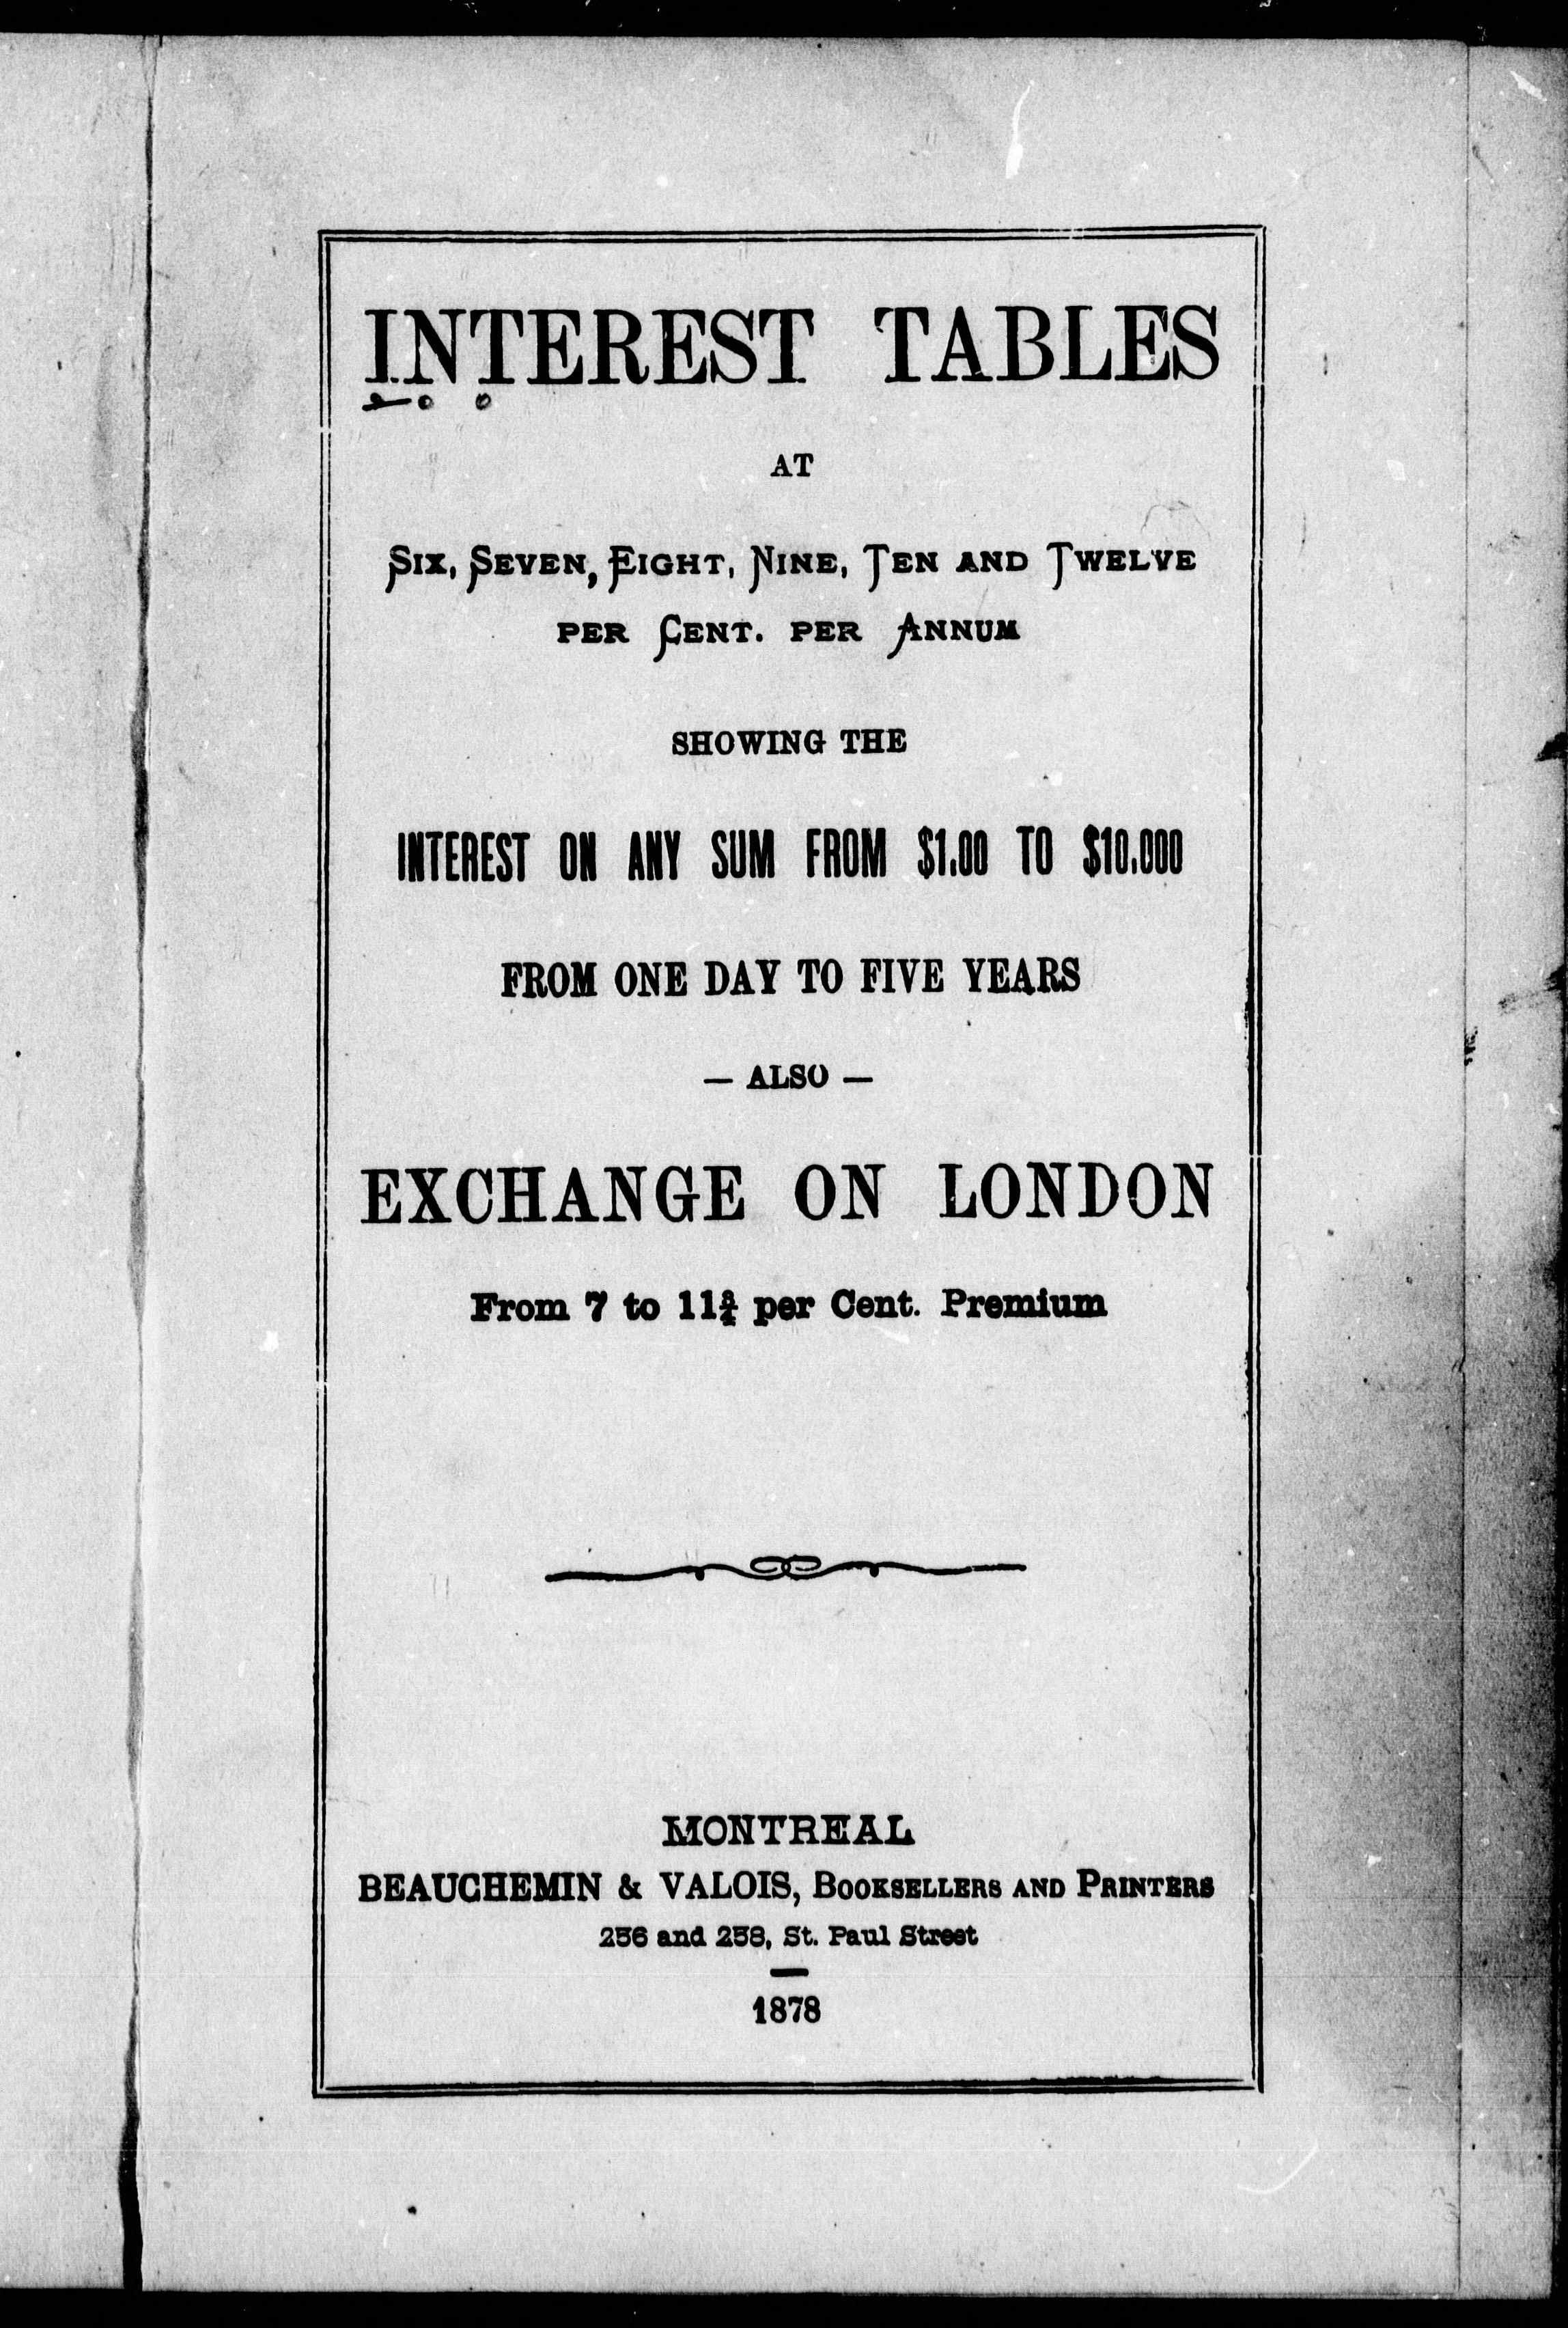 INTEREST TABLES
AT
Six, Seven, Eight, Nine, Ten and Twelve
per Cent. per Annum
SHOWING THE
INTEREST ON ANY SUM FROM $1.00 TO $10.000
FROM ONE DAY TO FIVE YEARS
— ALSO —
EXCHANGE ON LONDON
From 7 to 11¾ per Cent. Premium
MONTREAL
BEAUCHEMIN & VALOIS, Booksellers and Printers
256 and 258, St. Paul Street
1878